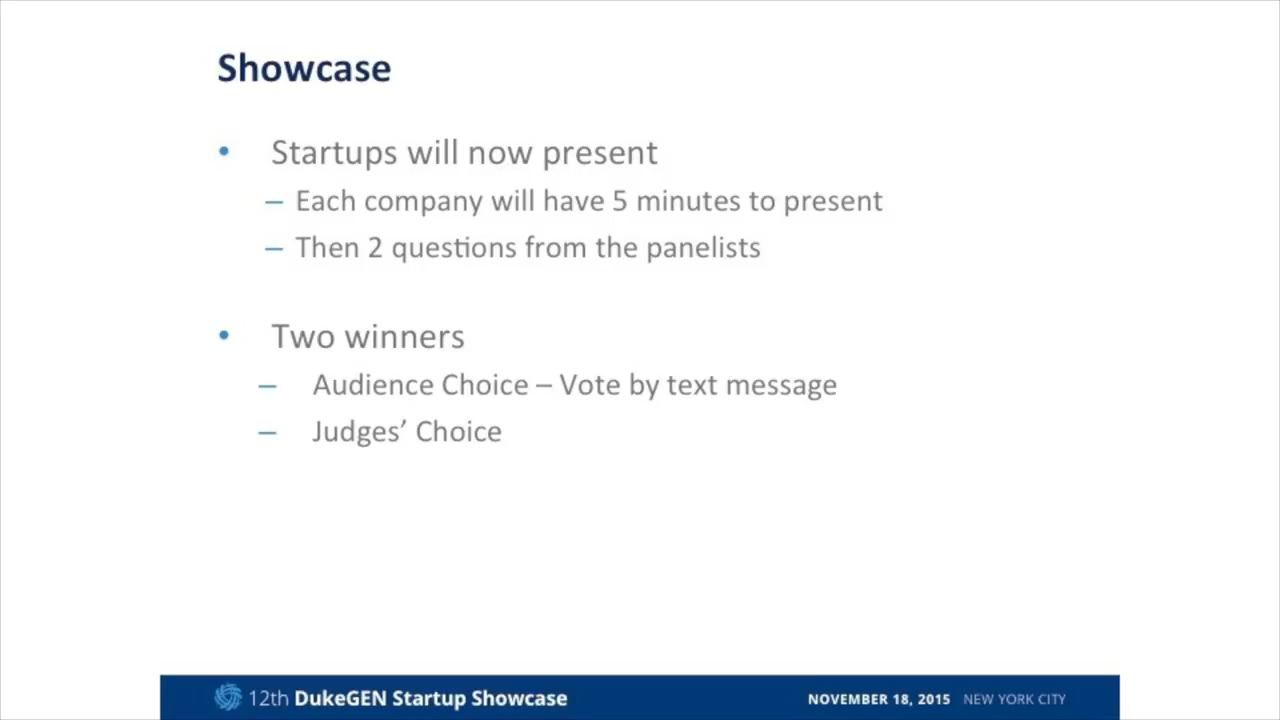 Showcase
• Startups will now present
– Each company will have 5 minutes to present
– Then 2 questions from the panelists
• Two winners
– Audience Choice – Vote by text message
– Judges’ Choice
12th DukeGEN Startup Showcase NOVEMBER 18, 2015 NEW YORK CITY